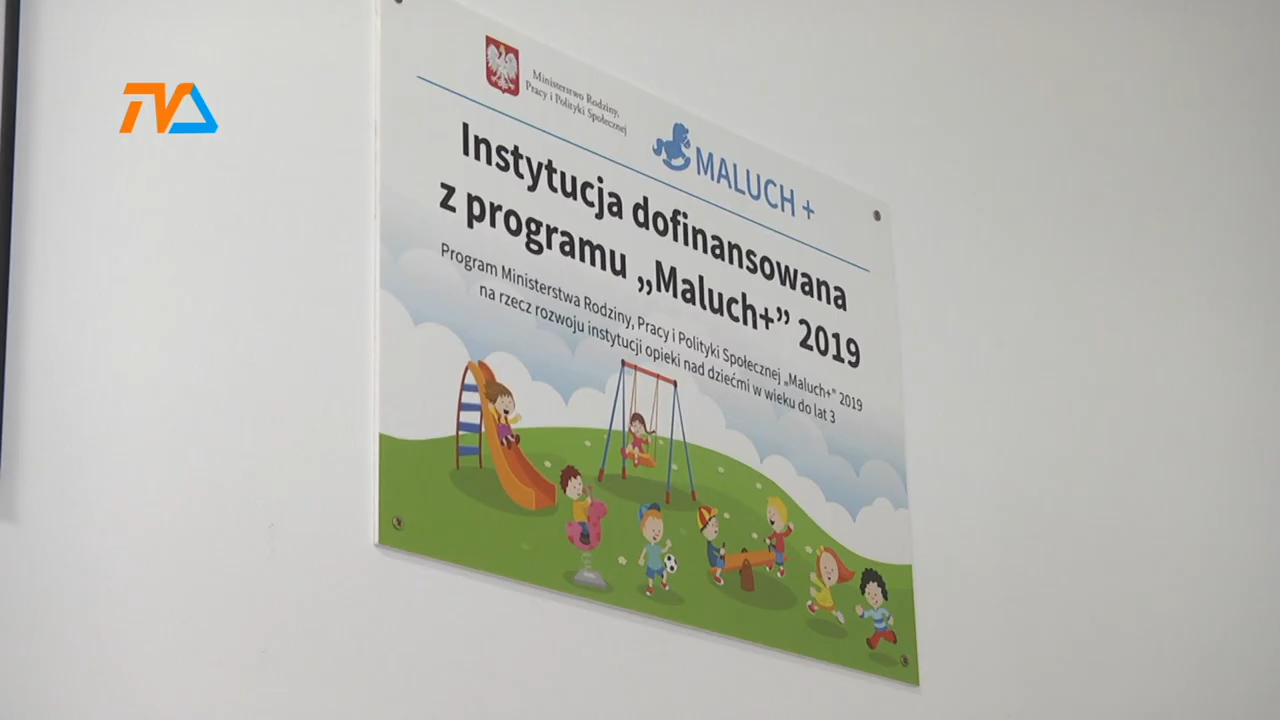 TVA
Ministerstwo Rodziny,
Pracy i Polityki Społecznej
MALUCH +
Instytucja dofinansowana
z programu „Maluch+” 2019
Program Ministerstwa Rodziny, Pracy i Polityki Społecznej „Maluch+" 2019
na rzecz rozwoju instytucji opieki nad dziećmi w wieku do lat 3